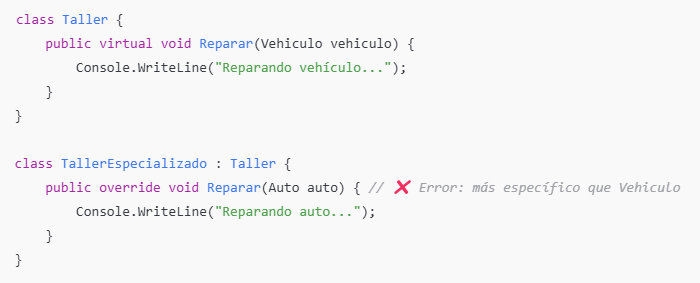 class Taller {
    public virtual void Reparar(Vehiculo vehiculo) {
        Console.WriteLine("Reparando vehículo...");
    }
}

class TallerEspecializado : Taller {
    public override void Reparar(Auto auto) { // ❌ Error: más específico que Vehiculo
        Console.WriteLine("Reparando auto...");
    }
}